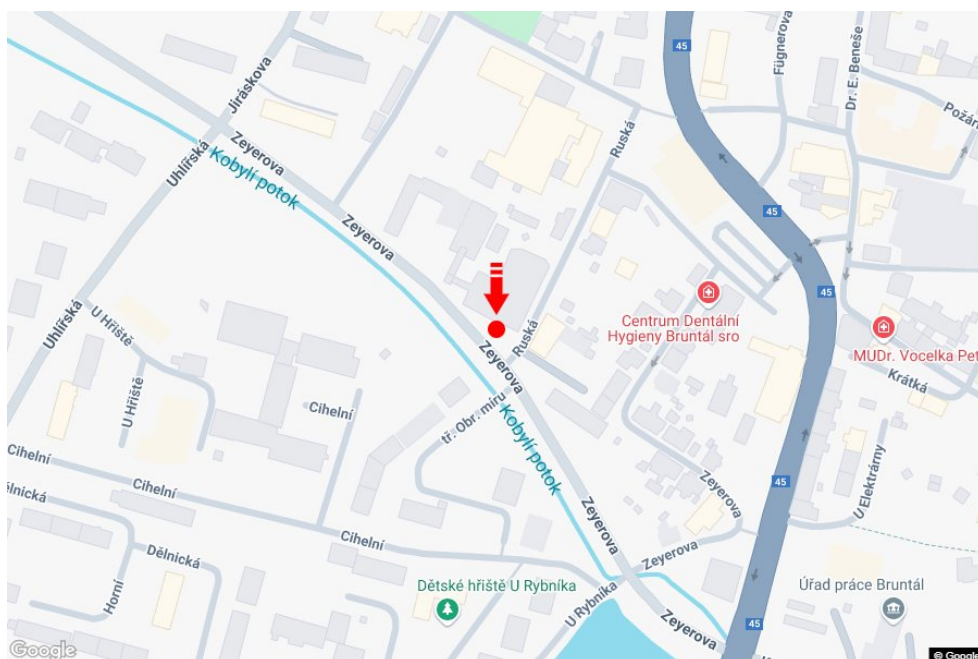 45
Fügnerova
Dr. E. Beneše
Jiráskova
Uhlířská
Zeyerova
Kobylí potok
Ruská
Zeyerova
45
45
45
Centrum Dentální
Hygieny Bruntál sro
MUDr. Vocelka Pet
Krátká
Uhlířská
U Hřiště
U Hřiště
Cihelní
Zeyerova
Ruská
tř. Obr. míru
Kobylí potok
Cihelní
Cihelní
Cihelní
Dělnická
Horní
Zeyerova
Zeyerova
Zeyerova
U Elektrárny
45
Dětské hřiště U Rybníka
U Rybníka
Úřad práce Bruntál
Zeyerova
45
Google
© Google